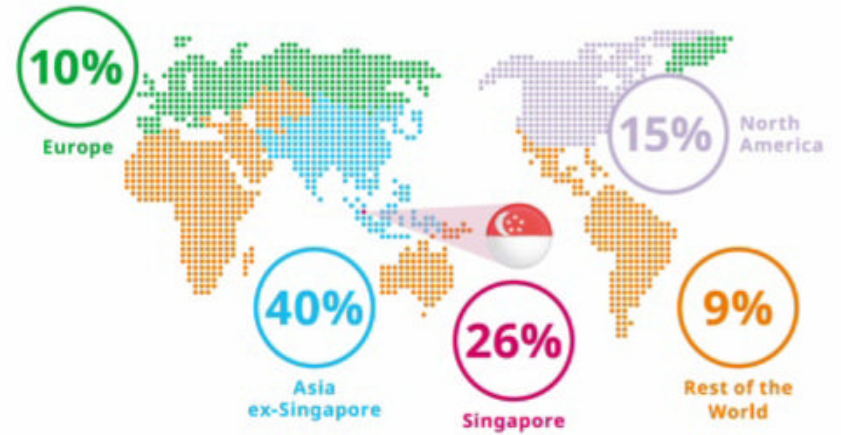 10%
Europe
15%
North
America
40%
Asia
ex-Singapore
26%
Singapore
9%
Rest of the
World